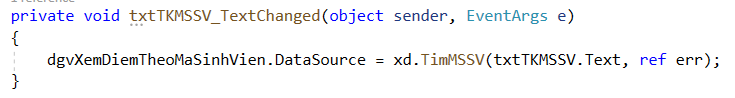 private void txtTKMSSV_TextChanged(object sender, EventArgs e)
{
dgvXemDiemTheoMaSinhVien.DataSource = xd.TimMSSV(txtTKMSSV.Text, ref err);
}